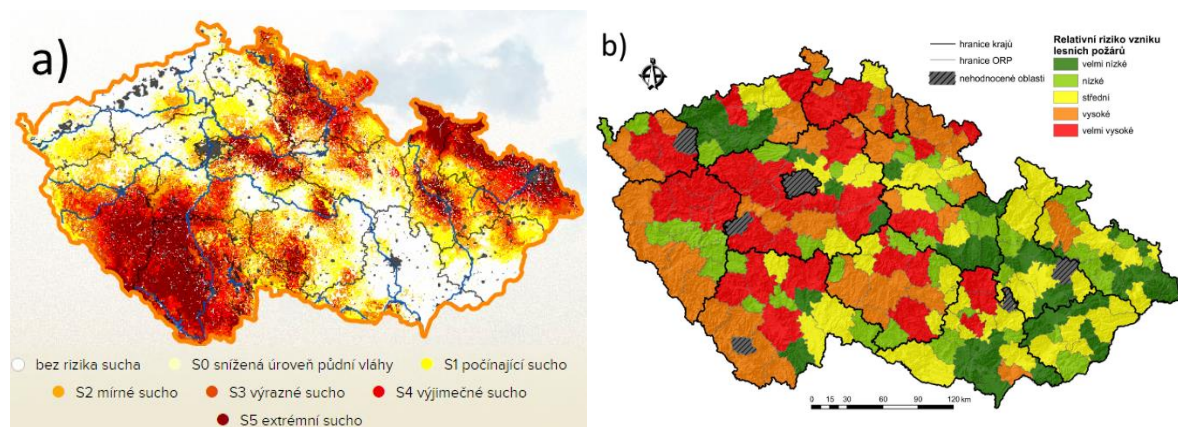 a)
bez rizika sucha
S0 snížená úroveň půdní vláhy
S1 počínající sucho
S2 mírné sucho
S3 výrazné sucho
S4 výjimečné sucho
S5 extrémní sucho
b)
hranice krajů
hranice ORP
nehodnocené oblasti
Relativní riziko vzniku
lesních požárů
velmi nízké
nízké
střední
vysoké
velmi vysoké
0 15 30 60 90 120 km